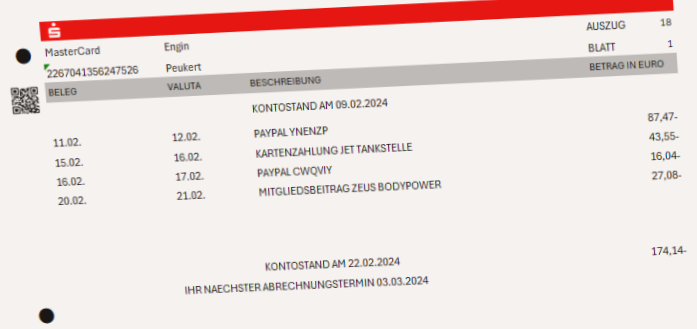 MasterCard Engin AUSZUG 18
2267041356247526 Peukert BLATT 1
BELEG VALUTA BESCHREIBUNG BETRAG IN EURO
KONTOSTAND AM 09.02.2024
11.02. 12.02. PAYPAL YNENZP 87,47-
15.02. 16.02. KARTENZAHLUNG JET TANKSTELLE 43,55-
16.02. 17.02. PAYPAL CWQVIY 16,04-
20.02. 21.02. MITGLIEDSBEITRAG ZEUS BODYPOWER 27,08-
KONTOSTAND AM 22.02.2024 174,14-
IHR NAECHSTER ABRECHNUNGSTERMIN 03.03.2024